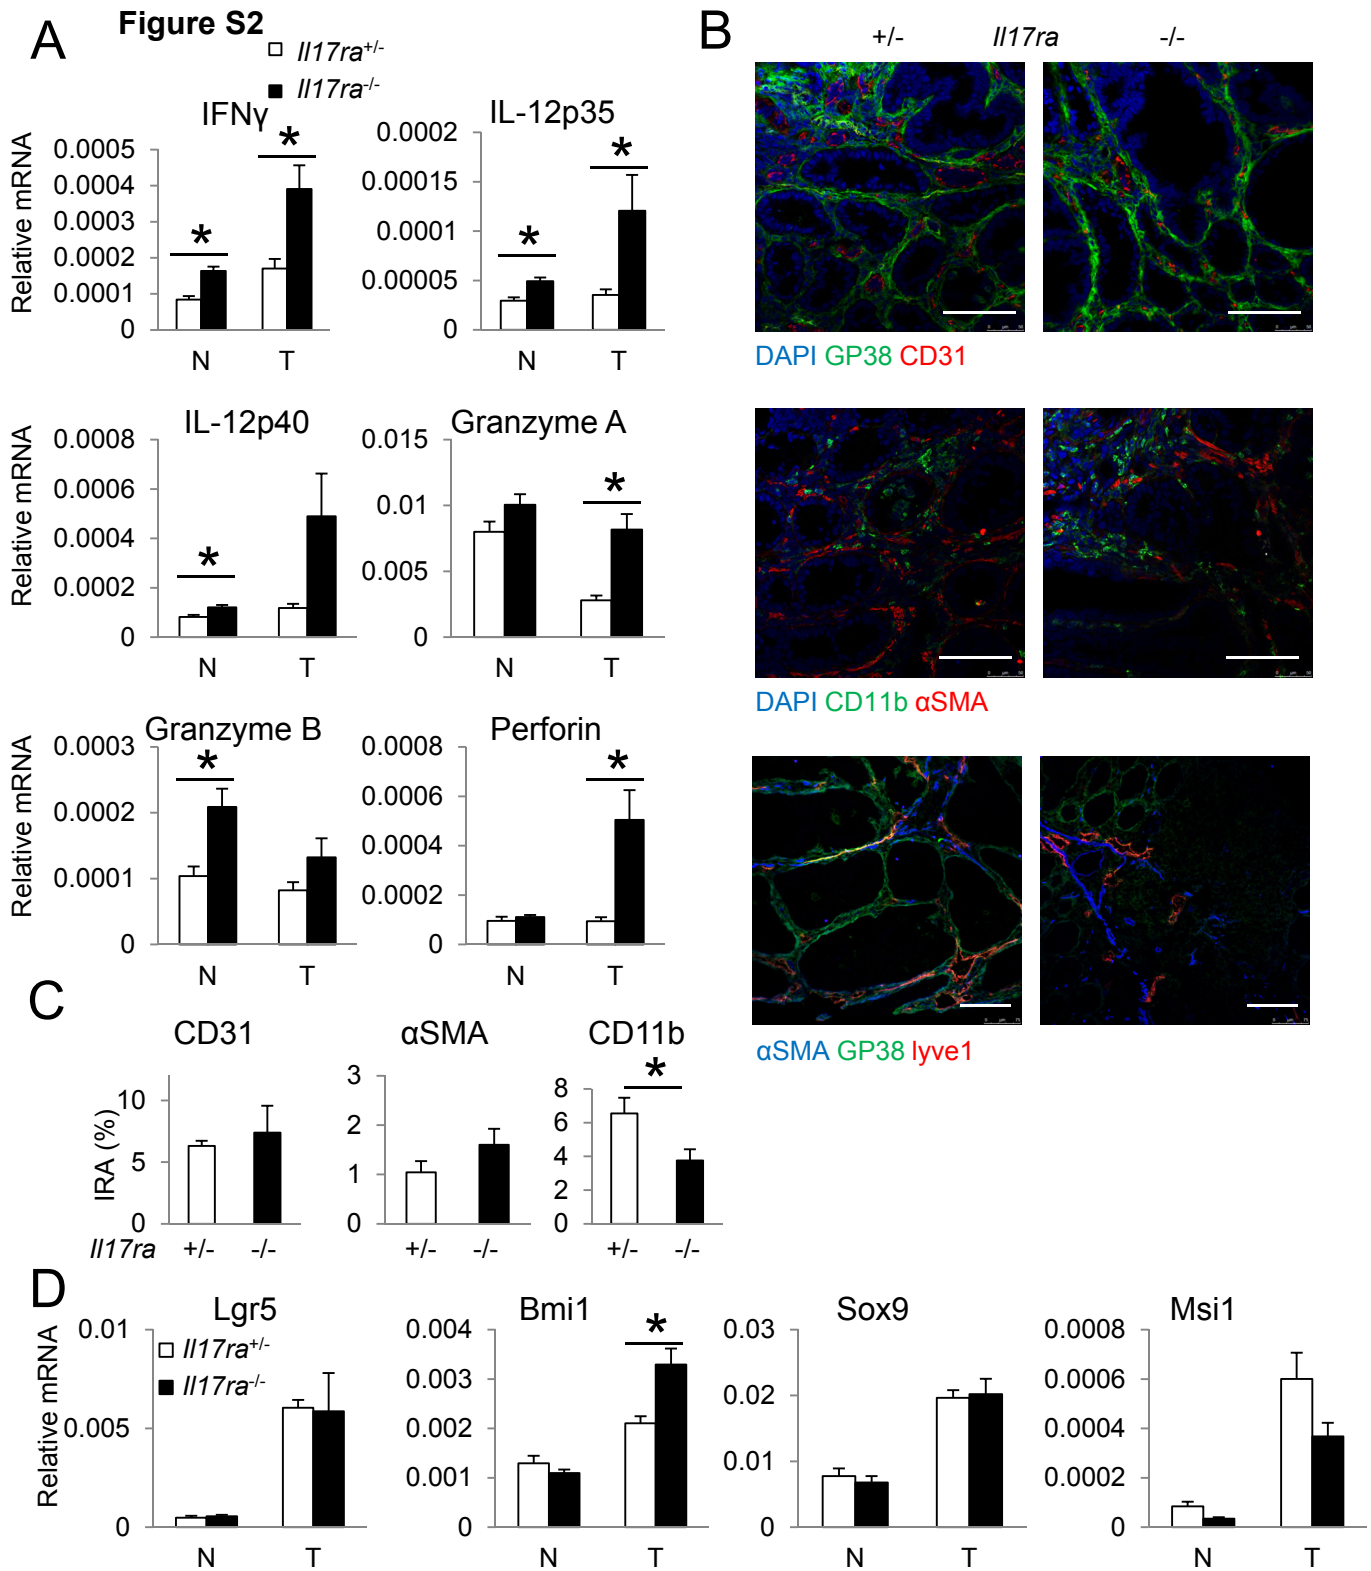 Figure S2
A
Il17ra+/-
Il17ra-/-
IFNγ
Relative mRNA
0.0005
0.0004
0.0003
0.0002
0.0001
0
*
*
N T
IL-12p35
0.0002
0.00015
0.0001
0.00005
0
*
*
N T
IL-12p40
Relative mRNA
0.0008
0.0006
0.0004
0.0002
0
*
N T
Granzyme A
0.015
0.01
0.005
0
*
N T
Granzyme B
Relative mRNA
0.0003
0.0002
0.0001
0
*
N T
Perforin
0.0008
0.0006
0.0004
0.0002
0
*
N T
B
+/- Il17ra -/-
DAPI GP38 CD31
DAPI CD11b αSMA
αSMA GP38 lyve1
C
CD31
IRA (%)
10
5
0
Il17ra +/- -/-
αSMA
3
2
1
0
+/- -/-
CD11b
8
6
4
2
0
*
+/- -/-
D
Lgr5
Relative mRNA
0.01
0.005
0
Il17ra+/-
Il17ra-/-
N T
Bmi1
0.004
0.003
0.002
0.001
0
*
N T
Sox9
0.03
0.02
0.01
0
N T
Msi1
0.0008
0.0006
0.0004
0.0002
0
N T